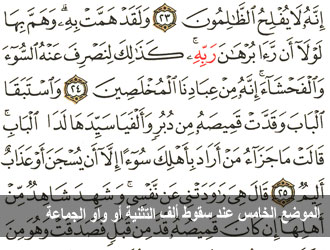 إِنَّهُۥ لَا يُفۡلِحُ ٱلظَّٰلِمُونَ ٢٣ وَلَقَدۡ هَمَّتۡ بِهِۦۖ وَهَمَّ بِهَا
لَوۡلَآ أَن رَّءَا بُرۡهَٰنَ رَبِّهِۦۚ كَذَٰلِكَ لِنَصۡرِفَ عَنۡهُ ٱلسُّوٓءَ
وَٱلۡفَحۡشَآءَۚ إِنَّهُۥ مِنۡ عِبَادِنَا ٱلۡمُخۡلَصِينَ ٢٤ وَٱسۡتَبَقَا
ٱلۡبَابَ وَقَدَّتۡ قَمِيصَهُۥ مِن دُبُرٖ وَأَلۡفَيَا سَيِّدَهَا لَدَا ٱلۡبَابِۚ
قَالَتۡ مَا جَزَآءُ مَنۡ أَرَادَ بِأَهۡلِكَ سُوٓءًا إِلَّآ أَن يُسۡجَنَ أَوۡ عَذَابٌ
أَلِيمٞ ٢٥ قَالَ هِيَ رَٰوَدَتۡنِي عَن نَّفۡسِيۚ وَشَهِدَ شَاهِدٞ مِّنۡ
الموضع الخامس عند سقوط ألف التثنية أو واو الجماعة
أَهۡلِهَآ إِن كَانَ قَمِيصُهُۥ قُدَّ مِن قُبُلٖ فَصَدَقَتۡ وَهُوَ مِنَ